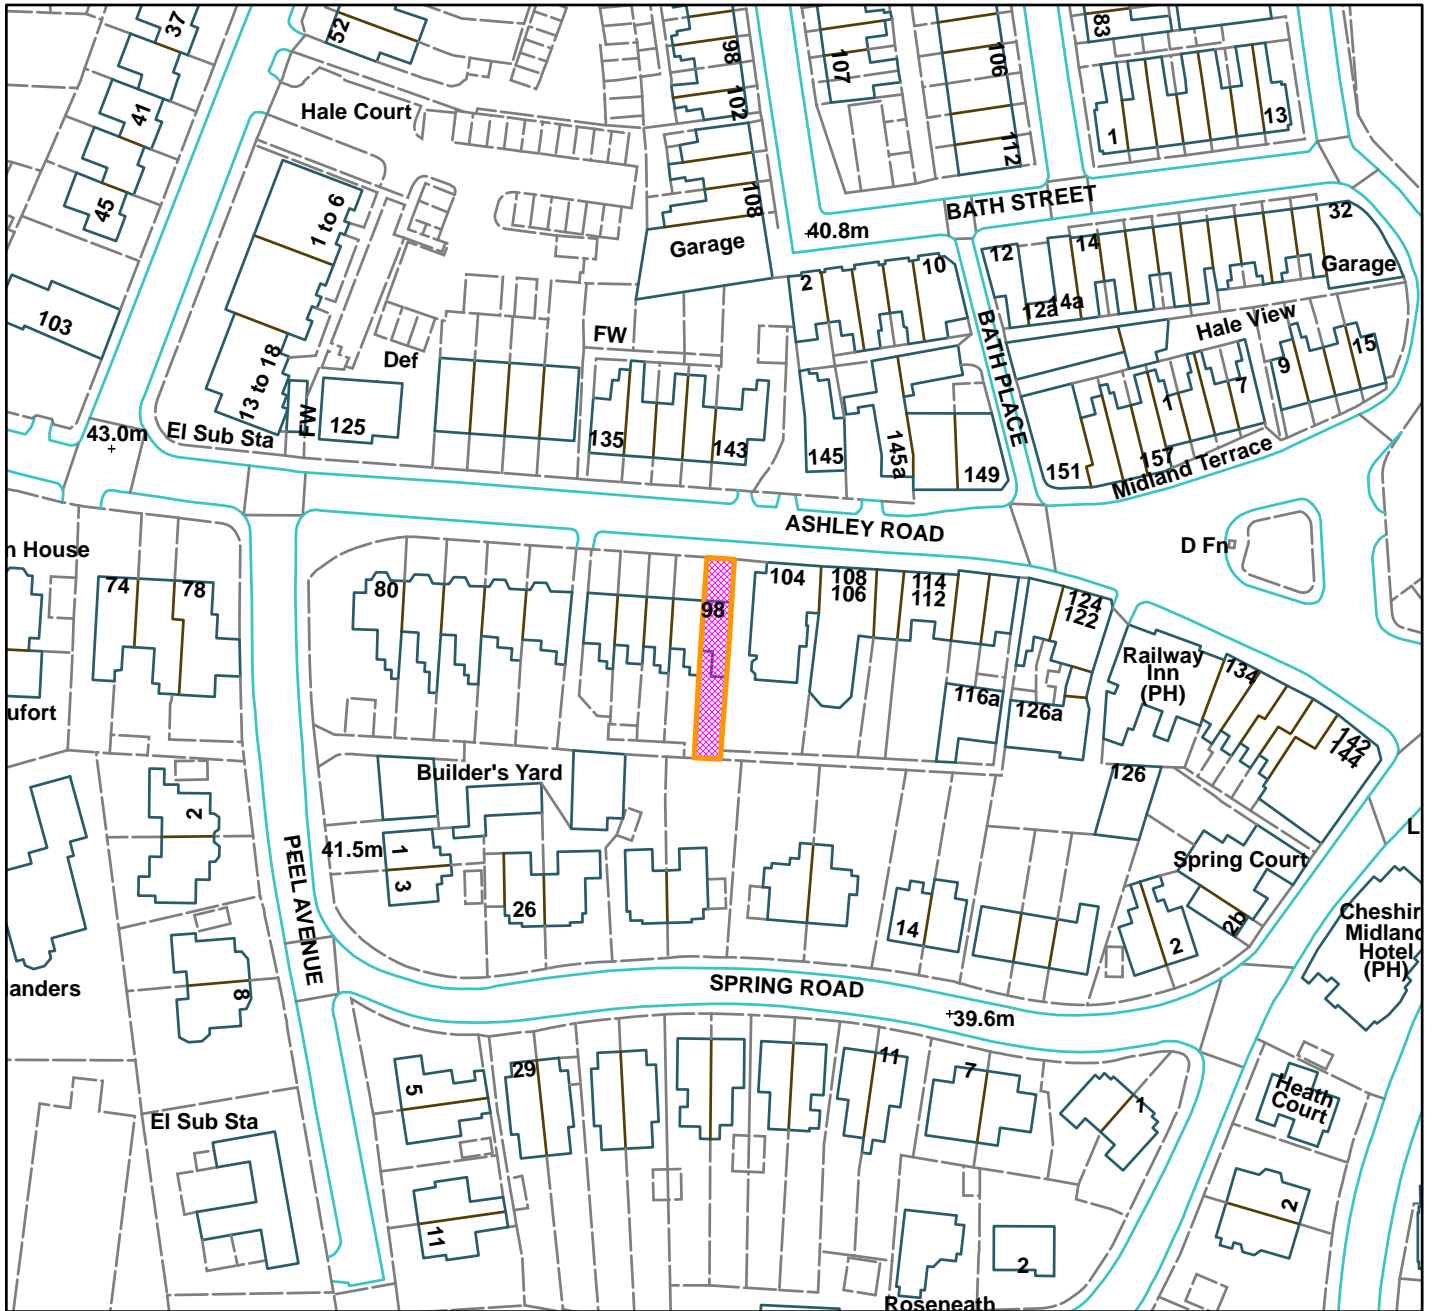 37
52
98
107
106
83
41
Hale Court
102
112
1
13
45
1 to 6
108
BATH STREET
32
40.8m
Garage
12
14
10
Garage
2
12a
14a
103
Hale View
FW
BATH PLACE
15
Def
9
13 to 18
7
1
FW
125
43.0m
El Sub Sta
135
143
145
145a
149
151
157
Midland Terrace
ASHLEY ROAD
n House
D Fn
74
78
80
98
104
108
106
114
112
124
122
Railway
Inn
(PH)
134
116a
126a
ufort
142
144
Builder's Yard
126
2
PEEL AVENUE
41.5m
1
3
L
Spring Court
26
14
2
2b
Cheshir
Midland
Hotel
(PH)
anders
8
SPRING ROAD
39.6m
29
11
7
5
1
Heath
Court
El Sub Sta
11
2
2
Roseneath